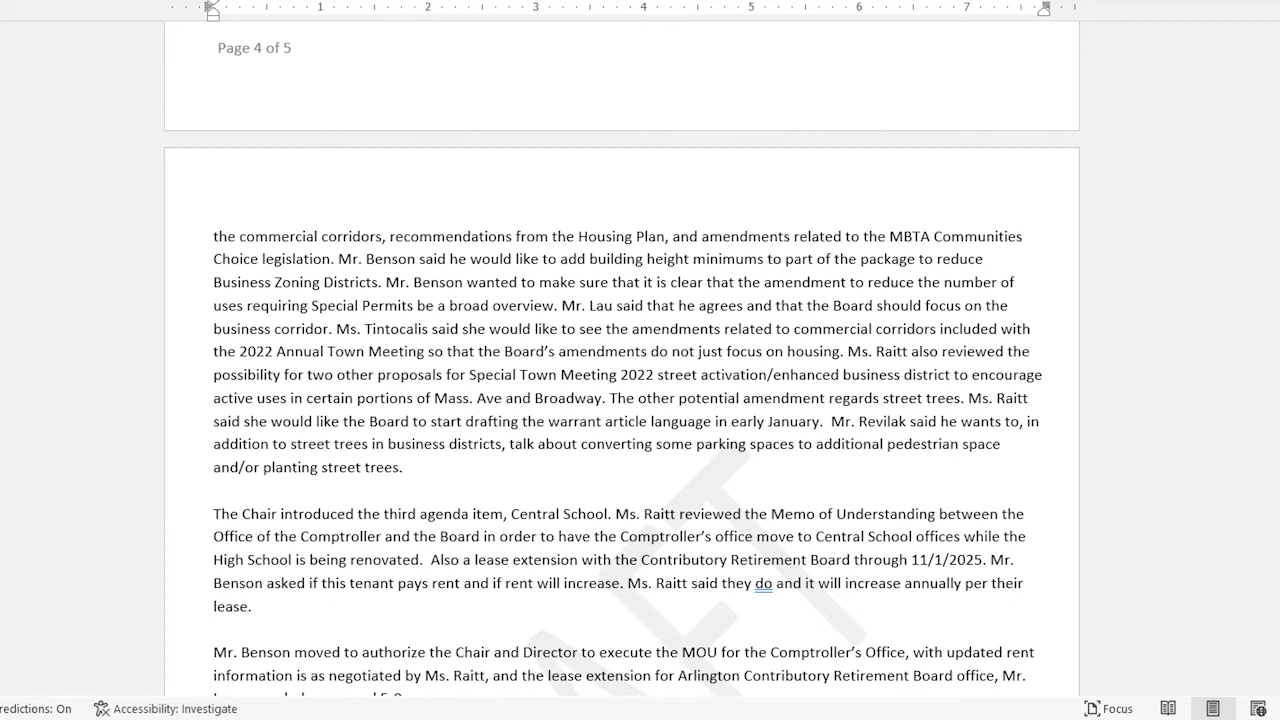 1 2 3 4 5 6 7
Page 4 of 5
the commercial corridors, recommendations from the Housing Plan, and amendments related to the MBTA Communities
Choice legislation. Mr. Benson said he would like to add building height minimums to part of the package to reduce
Business Zoning Districts. Mr. Benson wanted to make sure that it is clear that the amendment to reduce the number of
uses requiring Special Permits be a broad overview. Mr. Lau said that he agrees and that the Board should focus on the
business corridor. Ms. Tintocalis said she would like to see the amendments related to commercial corridors included with
the 2022 Annual Town Meeting so that the Board’s amendments do not just focus on housing. Ms. Raitt also reviewed the
possibility for two other proposals for Special Town Meeting 2022 street activation/enhanced business district to encourage
active uses in certain portions of Mass. Ave and Broadway. The other potential amendment regards street trees. Ms. Raitt
said she would like the Board to start drafting the warrant article language in early January.  Mr. Revilak said he wants to, in
addition to street trees in business districts, talk about converting some parking spaces to additional pedestrian space
and/or planting street trees.
The Chair introduced the third agenda item, Central School. Ms. Raitt reviewed the Memo of Understanding between the
Office of the Comptroller and the Board in order to have the Comptroller’s office move to Central School offices while the
High School is being renovated.  Also a lease extension with the Contributory Retirement Board through 11/1/2025. Mr.
Benson asked if this tenant pays rent and if rent will increase. Ms. Raitt said they do and it will increase annually per their
lease.
Mr. Benson moved to authorize the Chair and Director to execute the MOU for the Comptroller’s Office, with updated rent
information is as negotiated by Ms. Raitt, and the lease extension for Arlington Contributory Retirement Board office, Mr.
redictions: On Accessibility: Investigate Focus